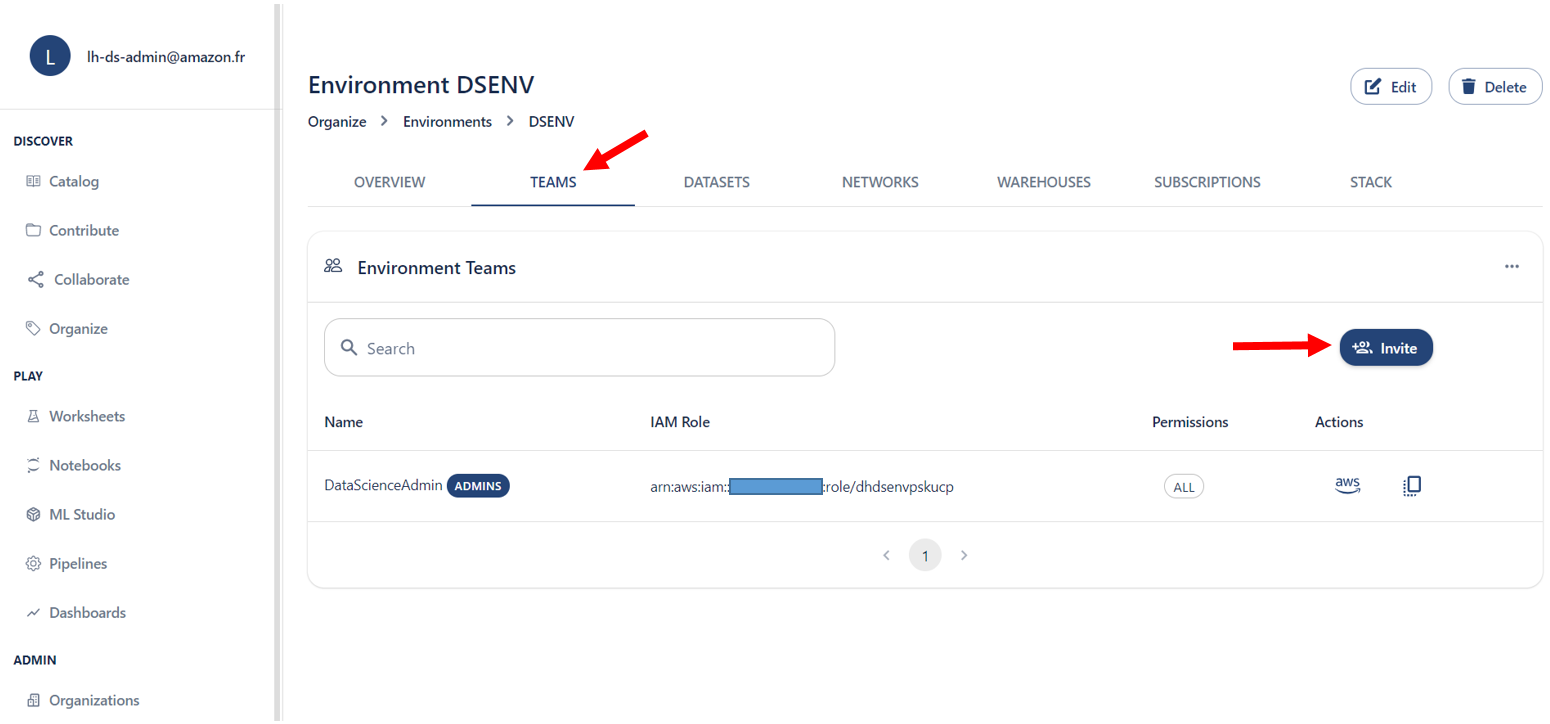 L
lh-ds-admin@amazon.fr
DISCOVER
Catalog
Contribute
Collaborate
Organize
PLAY
Worksheets
Notebooks
ML Studio
Pipelines
Dashboards
ADMIN
Organizations
Environment DSENV
Edit
Delete
Organize > Environments > DSENV
OVERVIEW TEAMS DATASETS NETWORKS WAREHOUSES SUBSCRIPTIONS STACK
Environment Teams
Search
Invite
Name IAM Role Permissions Actions
DataScienceAdmin ADMINS arn:aws:iam:: :role/dhdsenvpskucp ALL aws
1